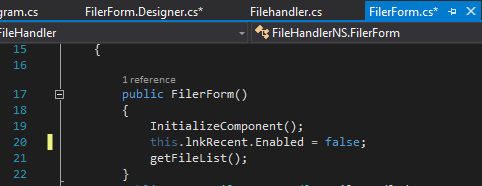 gram.cs
FilerForm.Designer.cs*
Filehandler.cs
FilerForm.cs*
FileHandler
FileHandlerNS.FilerForm
15 {
16
1 reference
17 public FilerForm()
18 {
19 InitializeComponent();
20 this.lnkRecent.Enabled = false;
21 getFileList();
22 }